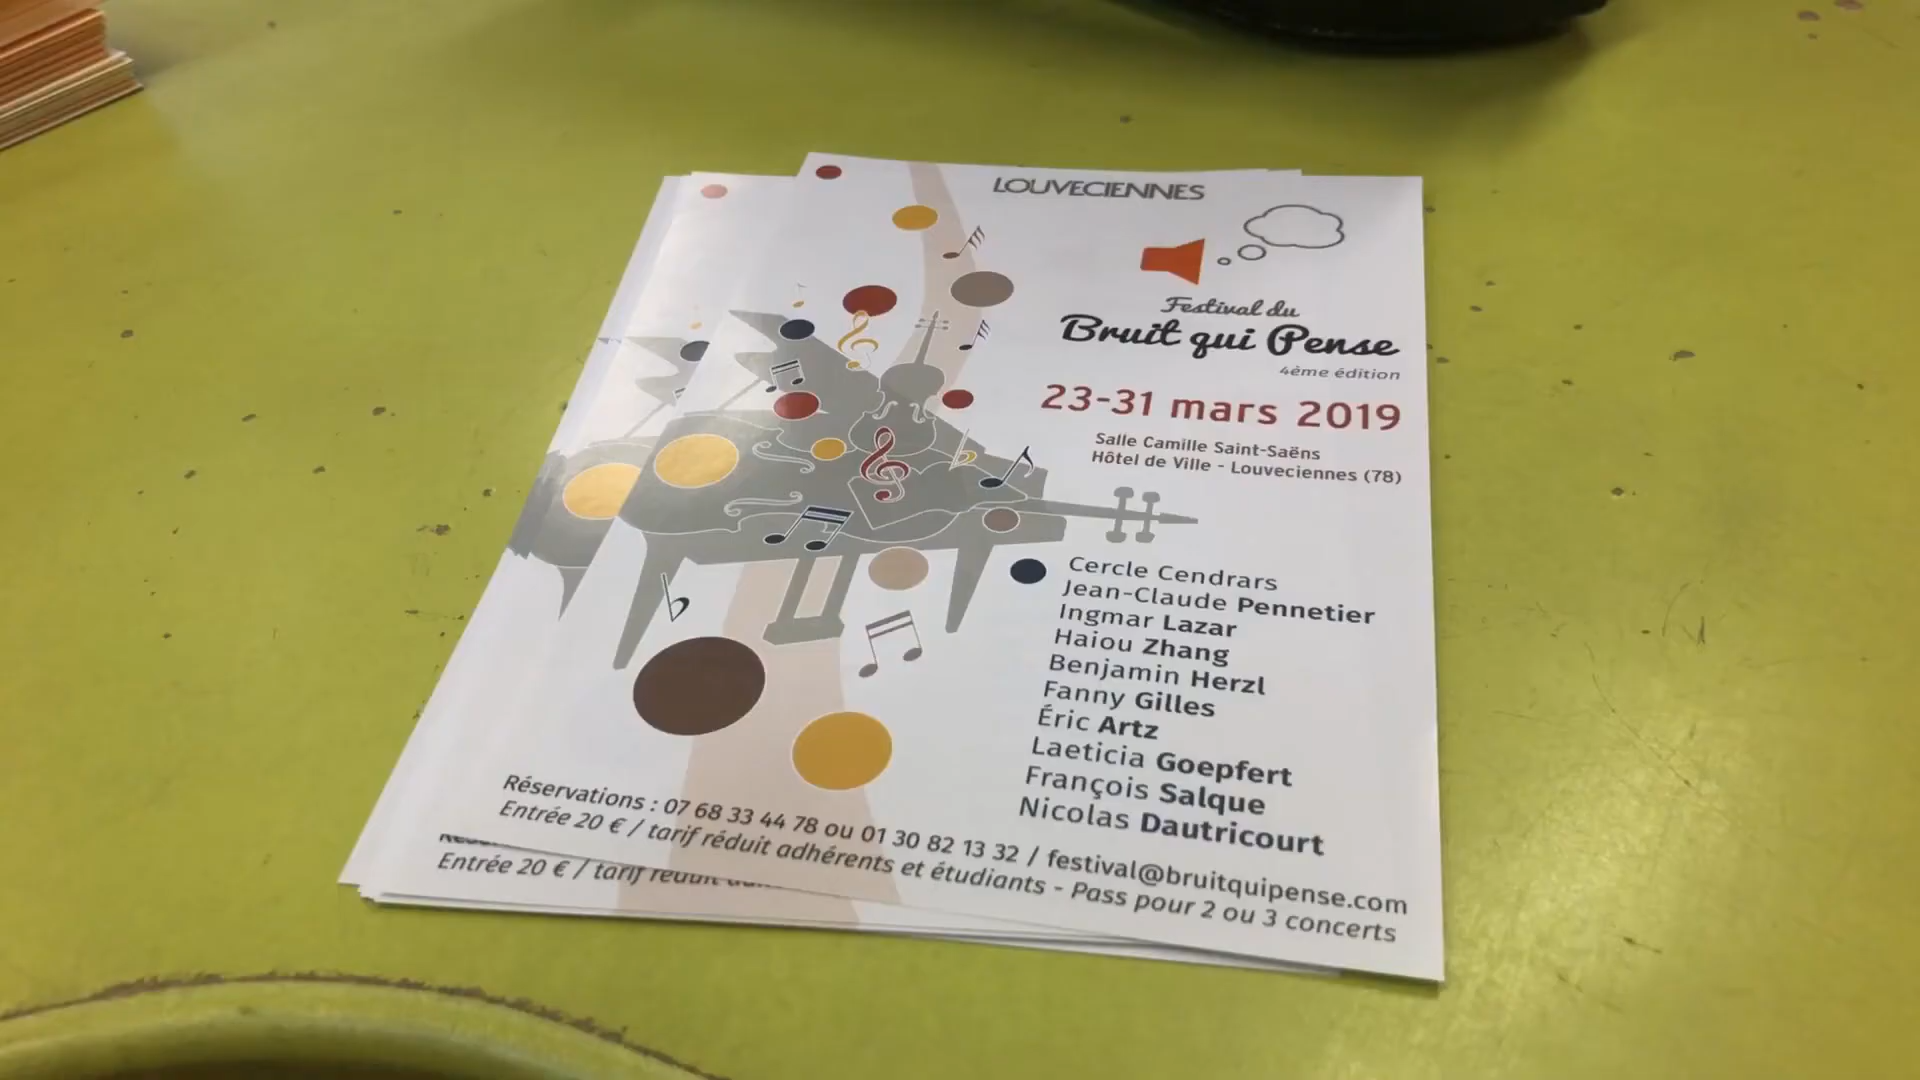 LOUVECIENNES
Festival du
Bruit qui Pense
4ème édition
23-31 mars 2019
Salle Camille Saint-Saëns
Hôtel de Ville - Louveciennes (78)
Cercle Cendrars
Jean-Claude Pennetier
Ingmar Lazar
Haiou Zhang
Benjamin Herzl
Fanny Gilles
Éric Artz
Laeticia Goepfert
François Salque
Nicolas Dautricourt
Réservations : 07 68 33 44 78 ou 01 30 82 13 32 / festival@bruitquipense.com
Entrée 20 € / tarif réduit adhérents et étudiants - Pass pour 2 ou 3 concerts
Entrée 20 € / tarif réduit